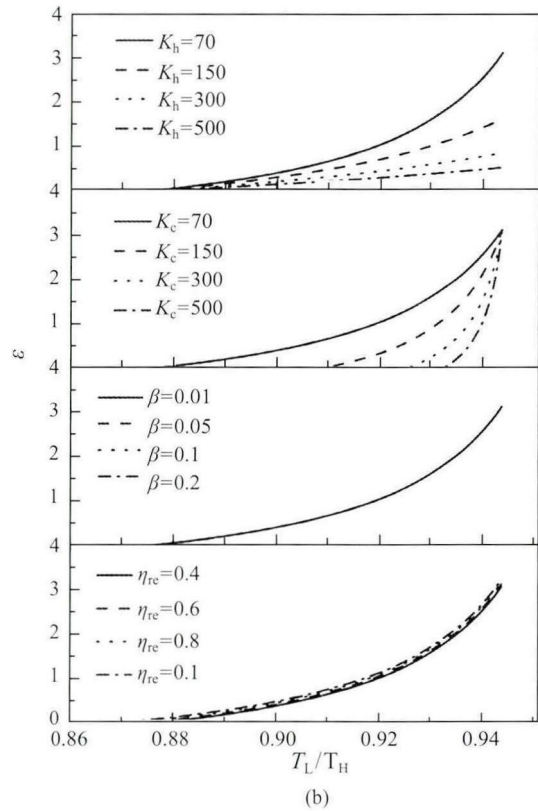 4
3
2
1
K_h=70
K_h=150
K_h=300
K_h=500
4
3
2
1
K_c=70
K_c=150
K_c=300
K_c=500
ε
4
3
2
1
β=0.01
β=0.05
β=0.1
β=0.2
4
3
2
1
0
η_re=0.4
η_re=0.6
η_re=0.8
η_re=0.1
0.86 0.88 0.90 0.92 0.94
T_L/T_H
(b)